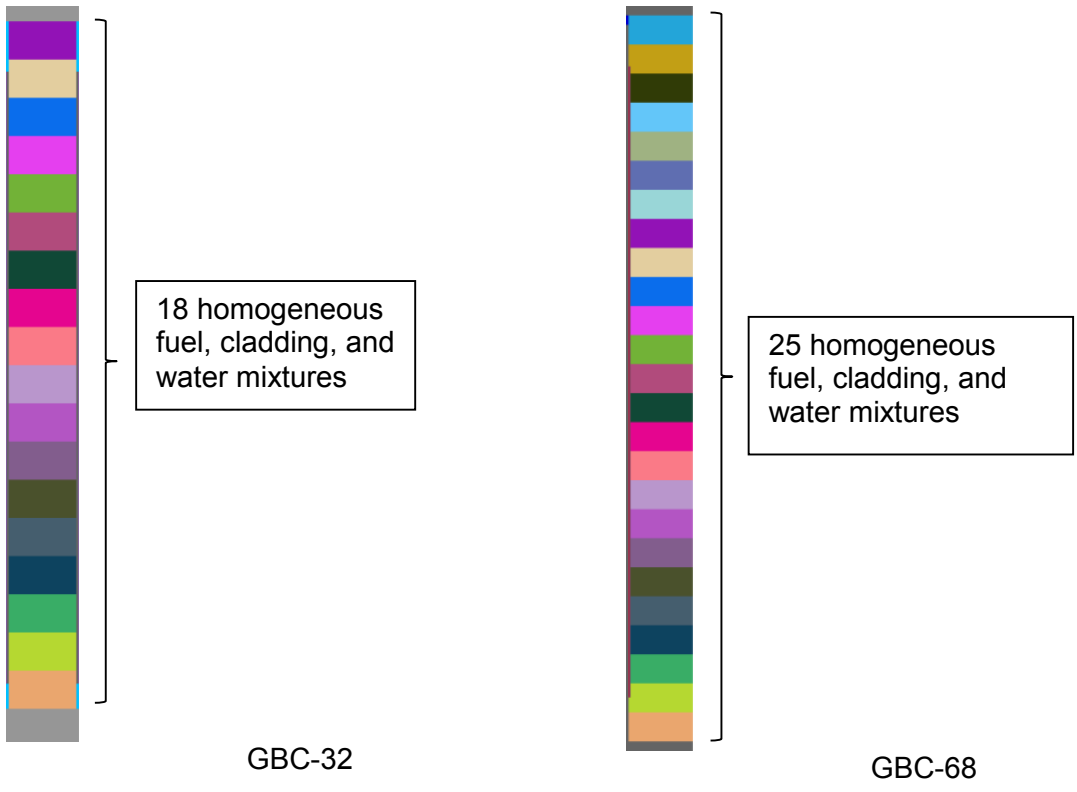 18 homogeneous
fuel, cladding, and
water mixtures
25 homogeneous
fuel, cladding, and
water mixtures
GBC-32
GBC-68